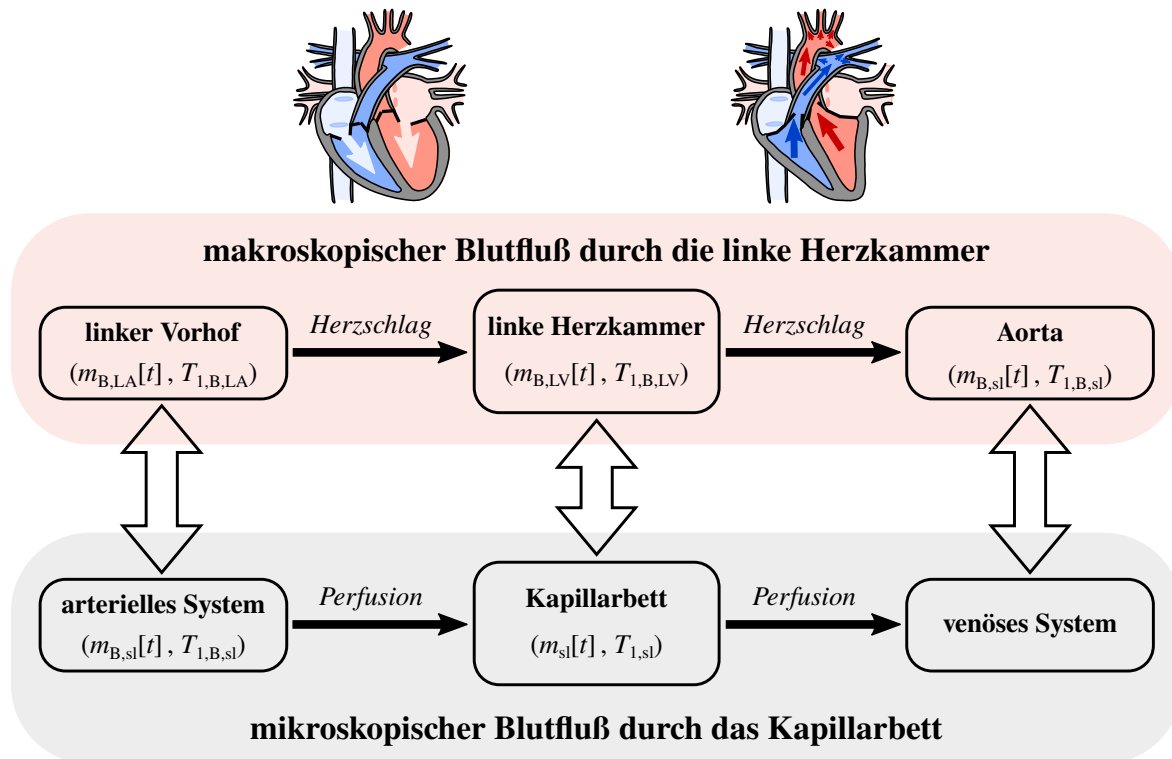 makroskopischer Blutfluß durch die linke Herzkammer
linker Vorhof
(m_B,LA[t] , T_1,B,LA)
Herzschlag
linke Herzkammer
(m_B,LV[t] , T_1,B,LV)
Herzschlag
Aorta
(m_B,sl[t] , T_1,B,sl)
arterielles System
(m_B,sl[t] , T_1,B,sl)
Perfusion
Kapillarbett
(m_sl[t] , T_1,sl)
Perfusion
venöses System
mikroskopischer Blutfluß durch das Kapillarbett